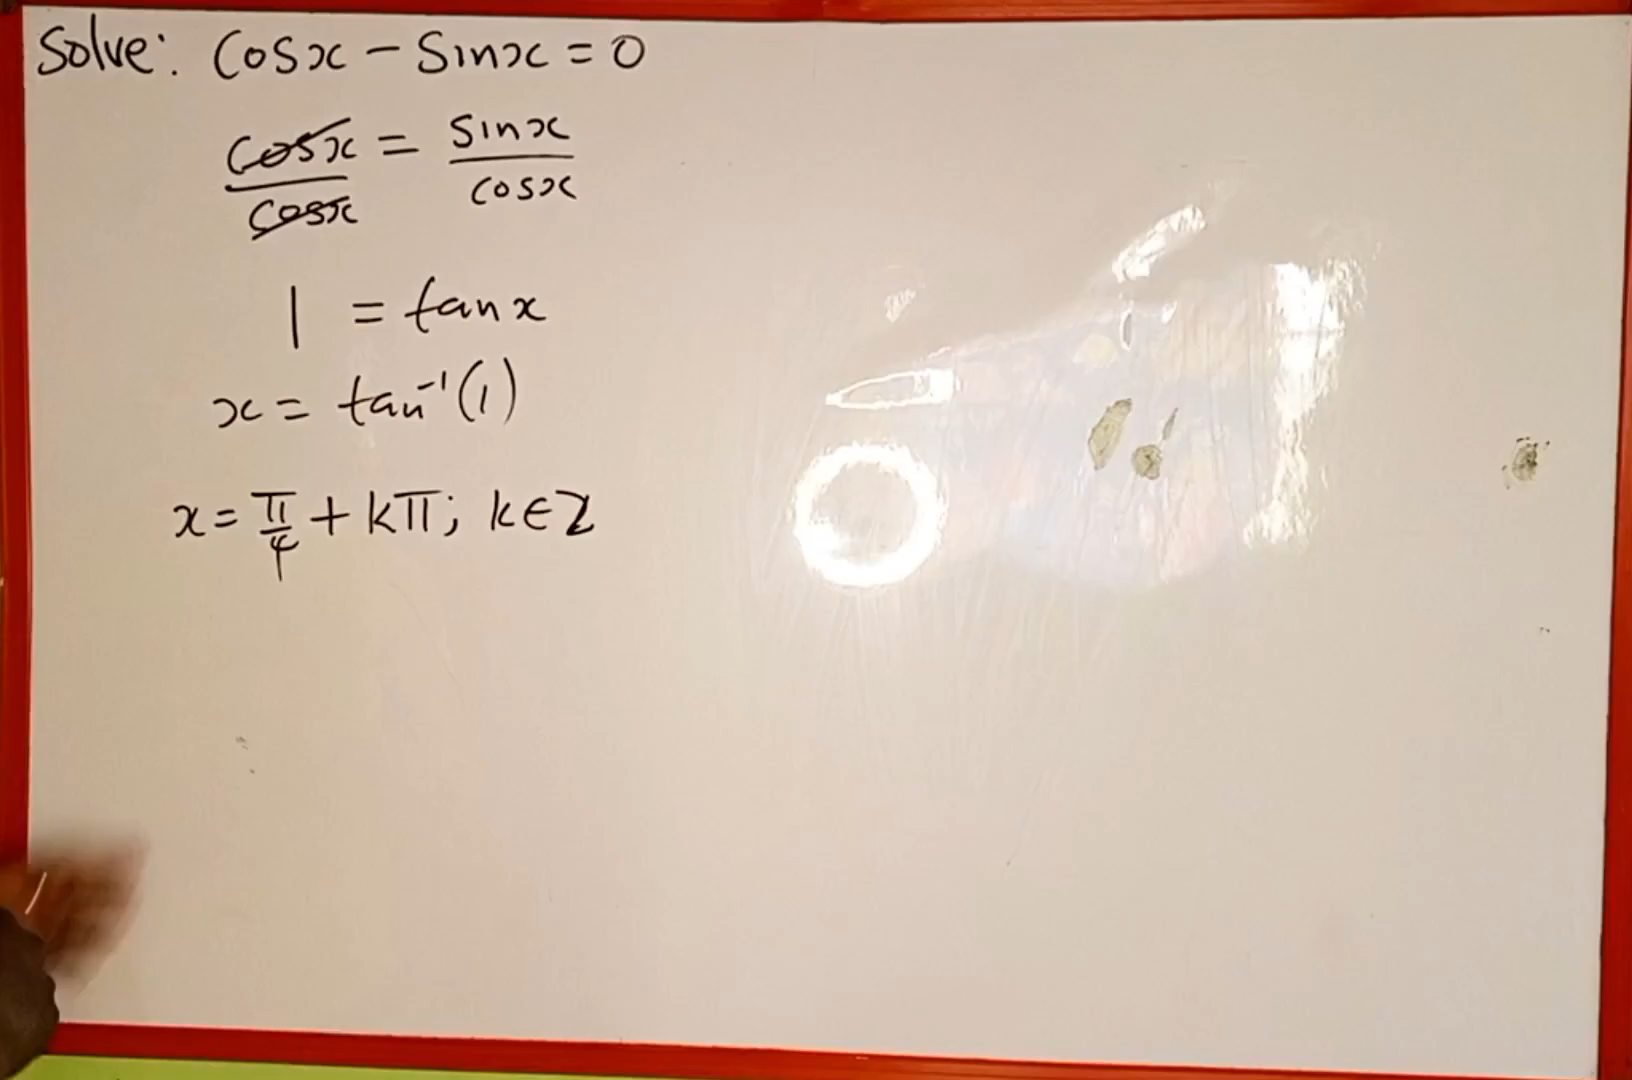 Solve: Cosx - Sinx = 0
cosx/cosx = sinx/cosx
1 = tanx
x = tan⁻¹(1)
x = π/4 + kπ; k∈Z